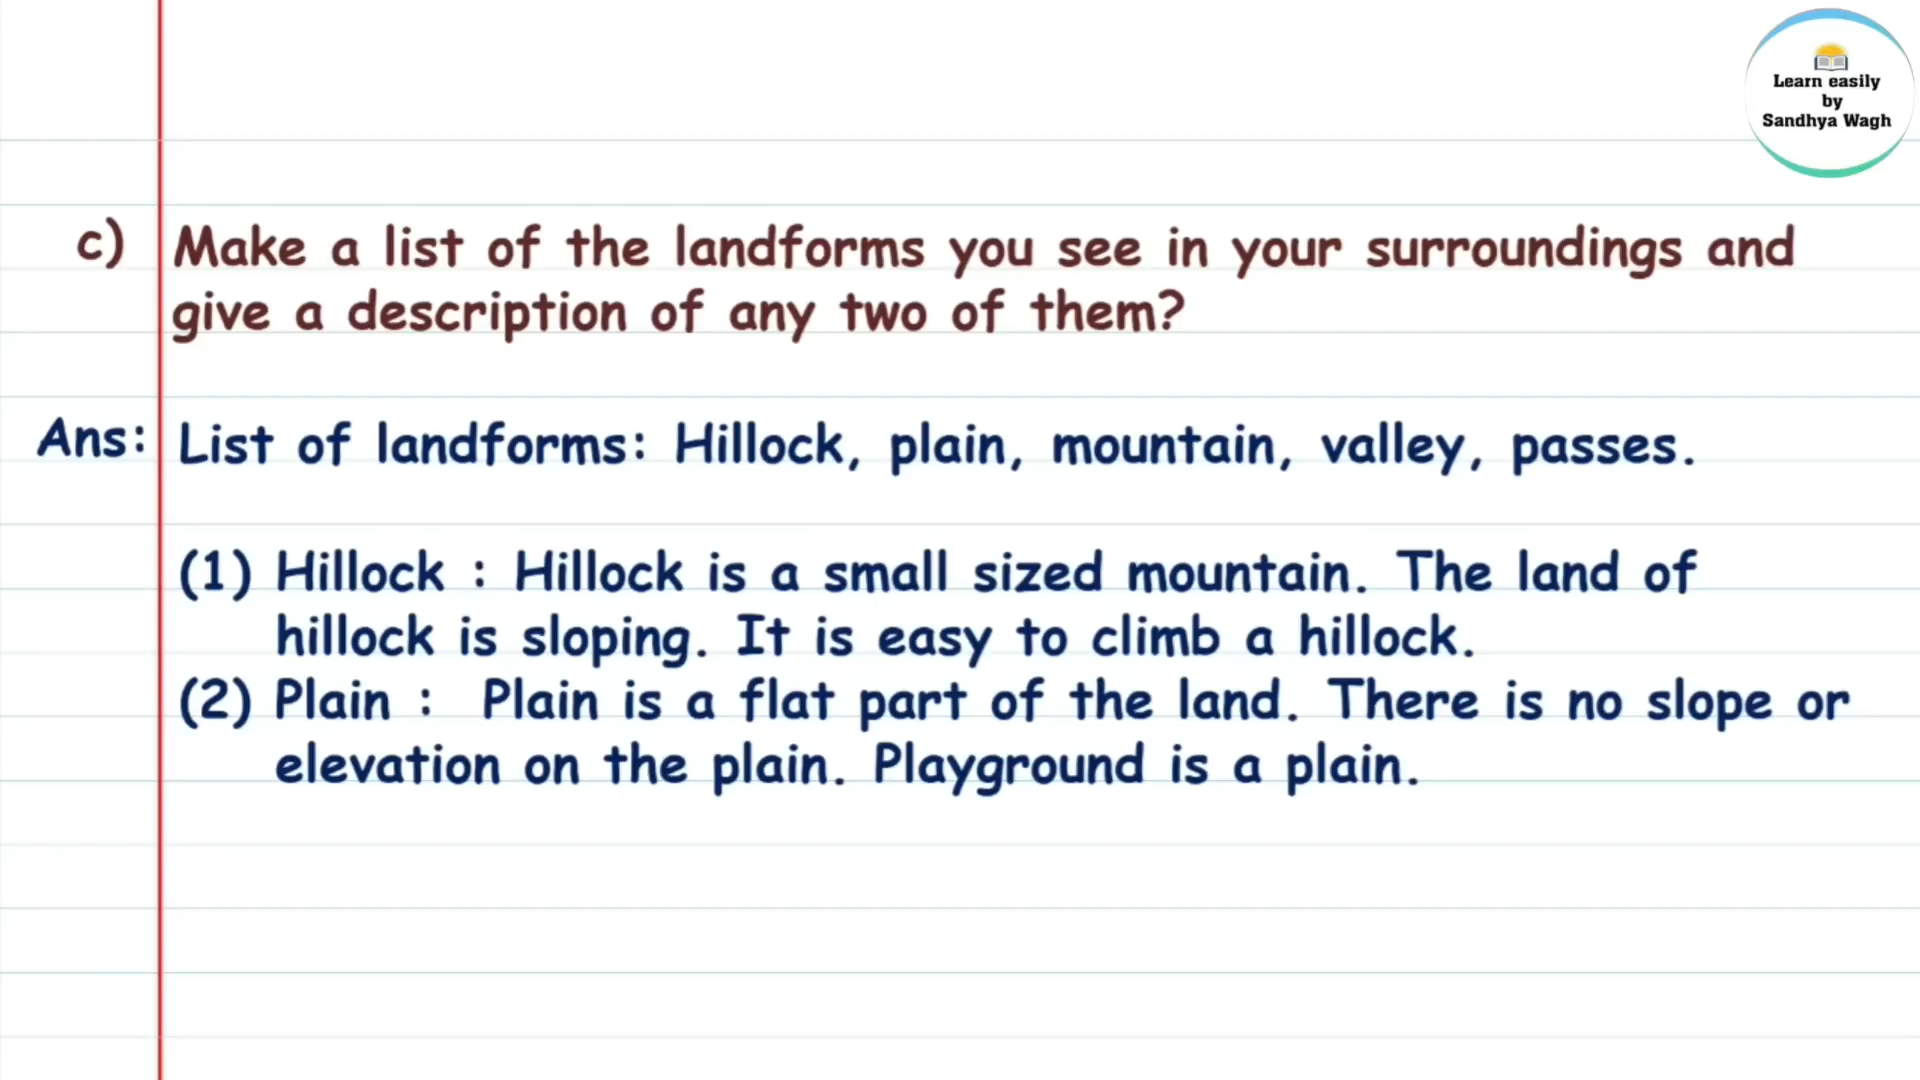 Learn easily
by
Sandhya Wagh
c) Make a list of the landforms you see in your surroundings and
give a description of any two of them?
Ans: List of landforms: Hillock, plain, mountain, valley, passes.
(1) Hillock : Hillock is a small sized mountain. The land of
hillock is sloping. It is easy to climb a hillock.
(2) Plain : Plain is a flat part of the land. There is no slope or
elevation on the plain. Playground is a plain.